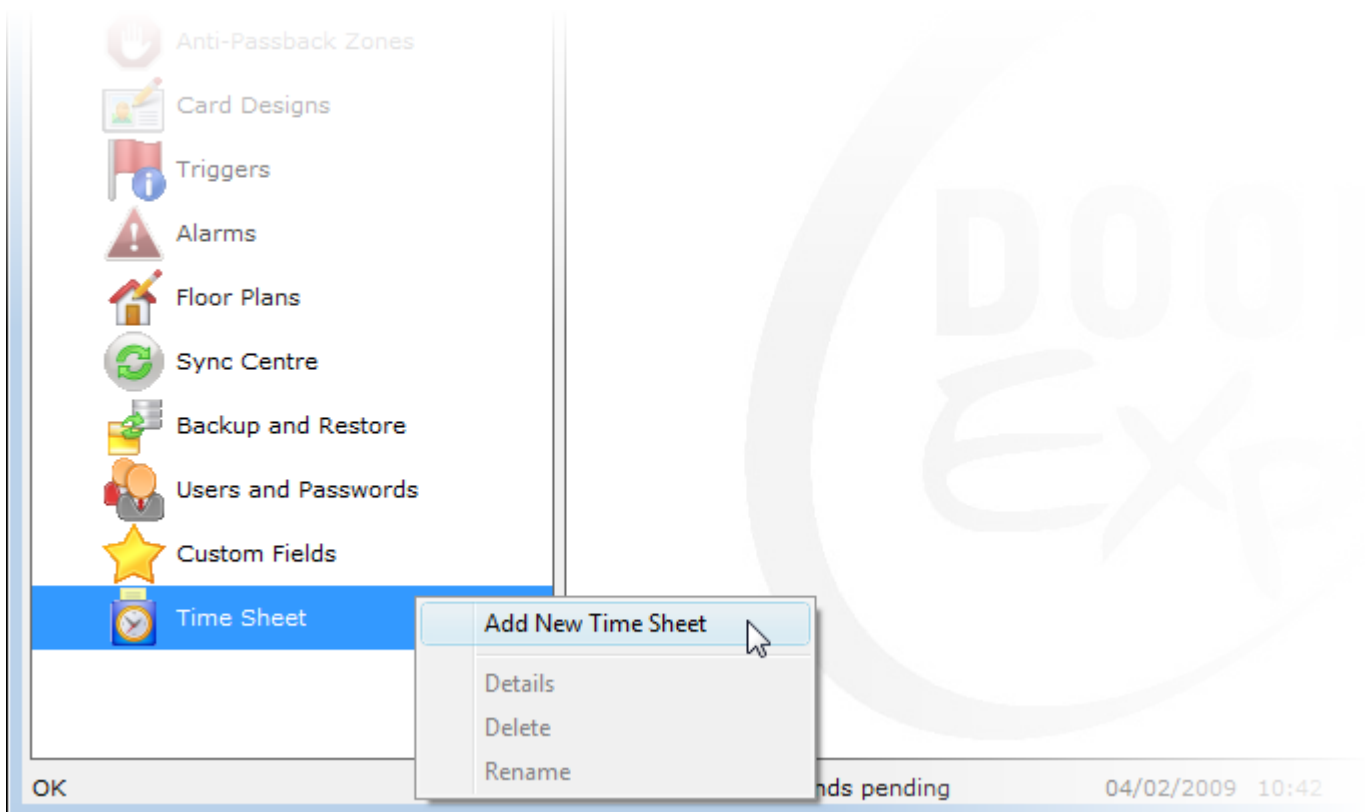 Anti-Passback Zones
Card Designs
Triggers
Alarms
Floor Plans
Sync Centre
Backup and Restore
Users and Passwords
Custom Fields
Time Sheet
Add New Time Sheet
Details
Delete
Rename
OK
pending
04/02/2009 10:42